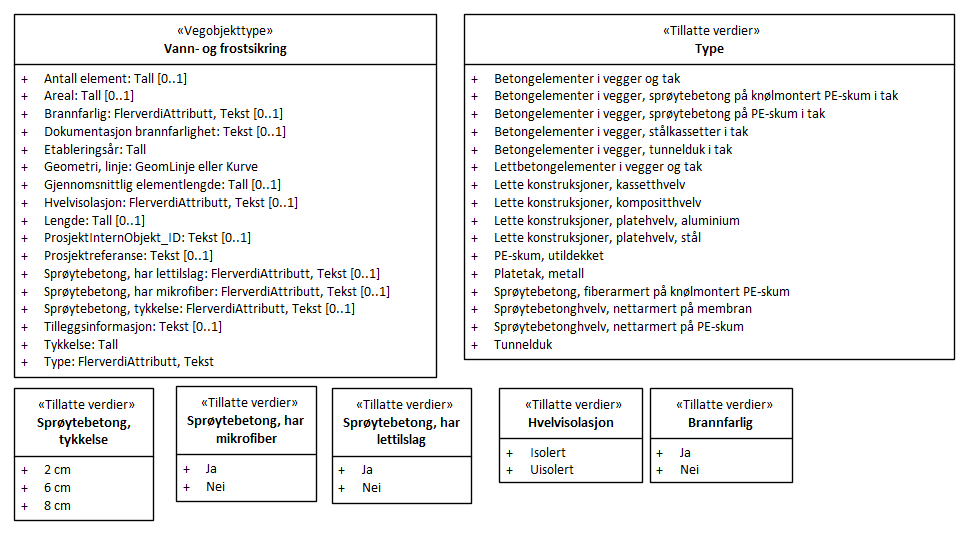 «Vegobjekttype»
Vann- og frostsikring
+ Antall element: Tall [0..1]
+ Areal: Tall [0..1]
+ Brannfarlig: FlerverdiAttributt, Tekst [0..1]
+ Dokumentasjon brannfarlighet: Tekst [0..1]
+ Etableringsår: Tall
+ Geometri, linje: GeomLinje eller Kurve
+ Gjennomsnittlig elementlengde: Tall [0..1]
+ Hvelvisolasjon: FlerverdiAttributt, Tekst [0..1]
+ Lengde: Tall [0..1]
+ ProsjektInternObjekt_ID: Tekst [0..1]
+ Prosjektreferanse: Tekst [0..1]
+ Sprøytebetong, har lettilslag: FlerverdiAttributt, Tekst [0..1]
+ Sprøytebetong, har mikrofiber: FlerverdiAttributt, Tekst [0..1]
+ Sprøytebetong, tykkelse: FlerverdiAttributt, Tekst [0..1]
+ Tilleggsinformasjon: Tekst [0..1]
+ Tykkelse: Tall
+ Type: FlerverdiAttributt, Tekst
«Tillatte verdier»
Type
+ Betongelementer i vegger og tak
+ Betongelementer i vegger, sprøytebetong på knølmontert PE-skum i tak
+ Betongelementer i vegger, sprøytebetong på PE-skum i tak
+ Betongelementer i vegger, stålkassetter i tak
+ Betongelementer i vegger, tunnelduk i tak
+ Lettbetongelementer i vegger og tak
+ Lette konstruksjoner, kassetthvelv
+ Lette konstruksjoner, komposithvelv
+ Lette konstruksjoner, platehvelv, aluminium
+ Lette konstruksjoner, platehvelv, stål
+ PE-skum, utildekket
+ Platetak, metall
+ Sprøytebetong, fiberarmert på knølmontert PE-skum
+ Sprøytebetonghvelv, nettarmert på membran
+ Sprøytebetonghvelv, nettarmert på PE-skum
+ Tunnelduk
«Tillatte verdier»
Sprøytebetong,
tykkelse
+ 2 cm
+ 6 cm
+ 8 cm
«Tillatte verdier»
Sprøytebetong, har
mikrofiber
+ Ja
+ Nei
«Tillatte verdier»
Sprøytebetong, har
lettilslag
+ Ja
+ Nei
«Tillatte verdier»
Hvelvisolasjon
+ Isolert
+ Uisolert
«Tillatte verdier»
Brannfarlig
+ Ja
+ Nei